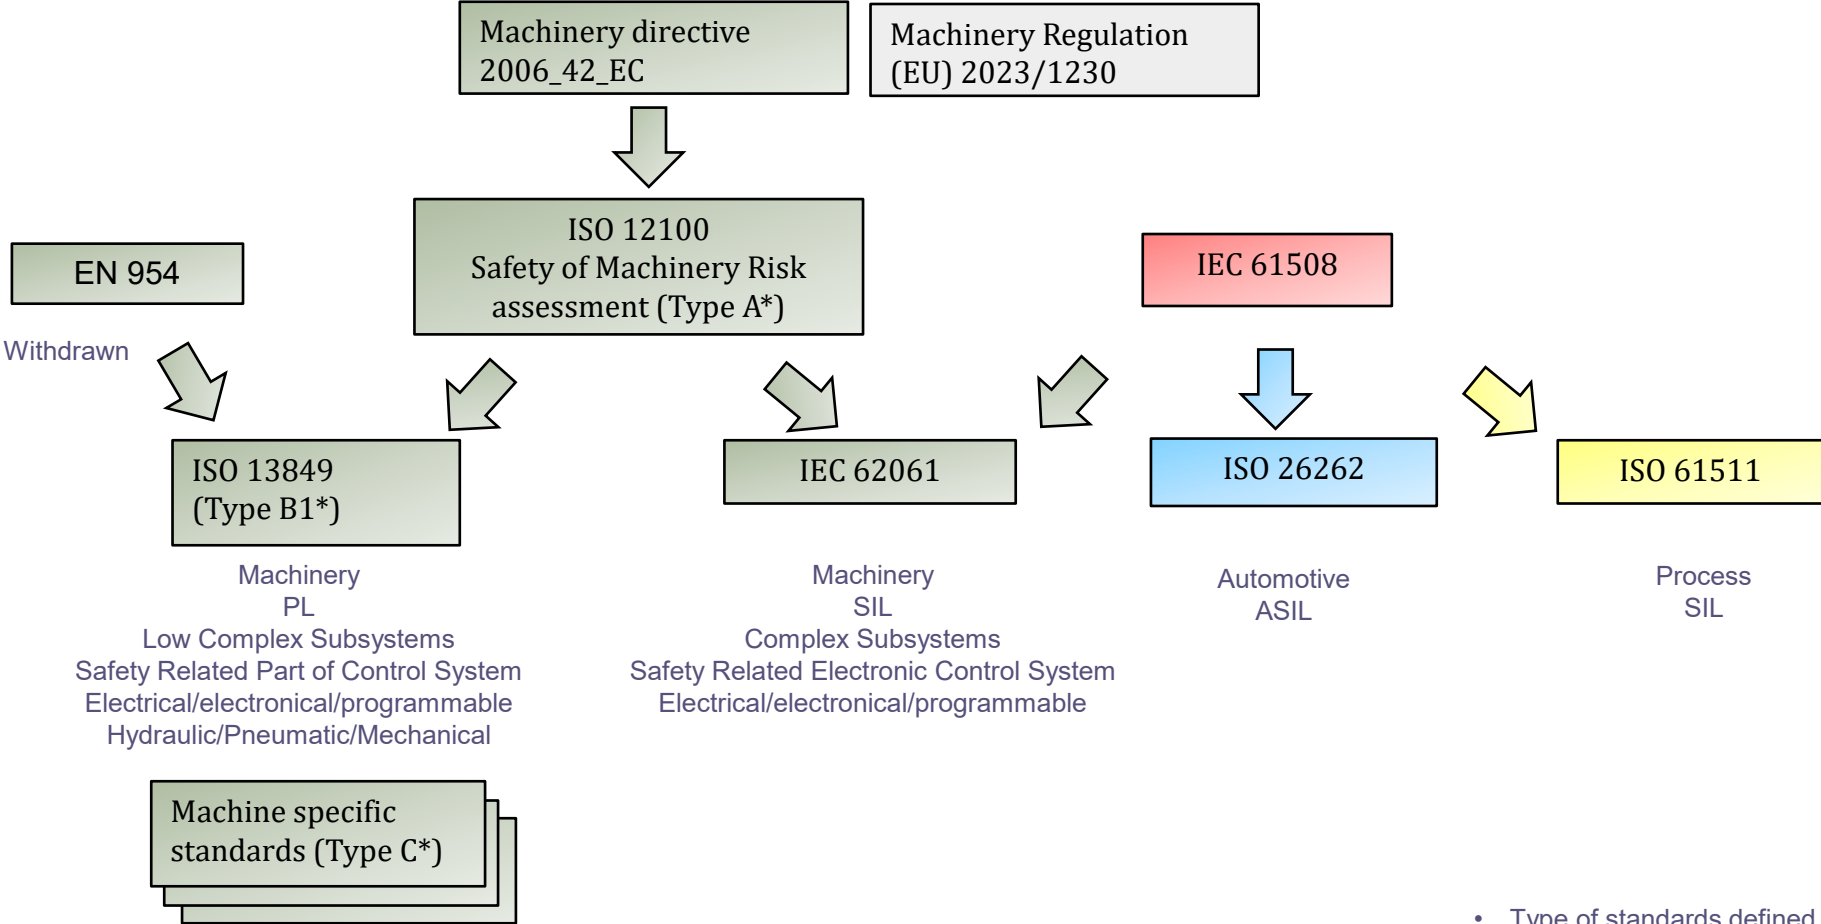 Machinery directive
2006_42_EC
Machinery Regulation
(EU) 2023/1230
ISO 12100
Safety of Machinery Risk
assessment (Type A*)
EN 954
Withdrawn
IEC 61508
ISO 13849
(Type B1*)
IEC 62061
ISO 26262
ISO 61511
Machinery
PL
Low Complex Subsystems
Safety Related Part of Control System
Electrical/electronical/programmable
Hydraulic/Pneumatic/Mechanical
Machinery
SIL
Complex Subsystems
Safety Related Electronic Control System
Electrical/electronical/programmable
Automotive
ASIL
Process
SIL
Machine specific
standards (Type C*)
• Type of standards defined